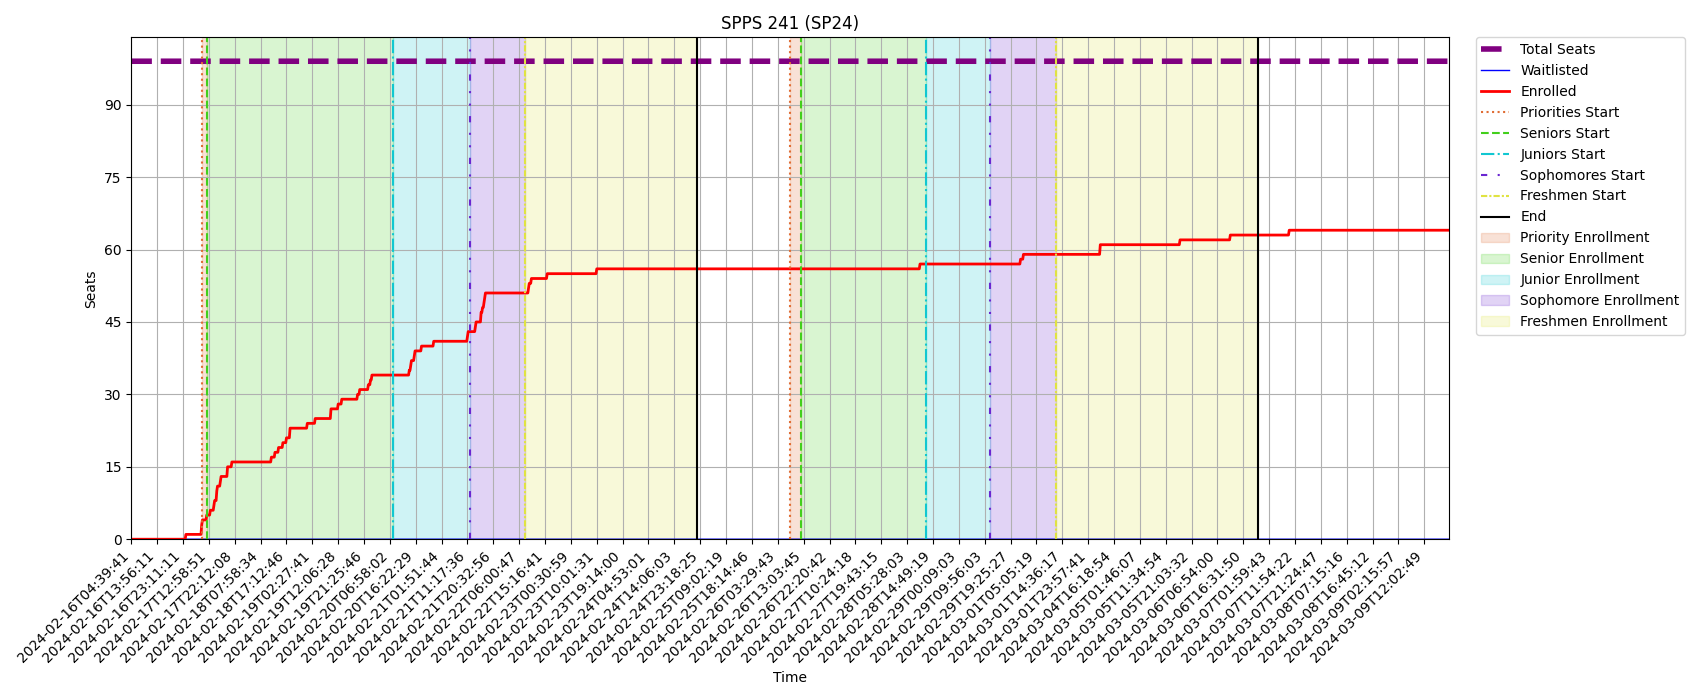 SPPS 241 (SP24)
Total Seats
Waitlisted
Enrolled
Priorities Start
Seniors Start
Juniors Start
Sophomores Start
Freshmen Start
End
Priority Enrollment
Senior Enrollment
Junior Enrollment
Sophomore Enrollment
Freshmen Enrollment
Seats
90
75
60
45
30
15
0
2024-02-16T04:39:41
2024-02-16T13:56:11
2024-02-16T23:11:11
2024-02-17T12:58:51
2024-02-17T22:12:08
2024-02-18T07:58:34
2024-02-18T17:12:46
2024-02-19T02:27:41
2024-02-19T12:06:28
2024-02-19T21:25:46
2024-02-20T06:58:02
2024-02-20T16:22:29
2024-02-21T01:51:44
2024-02-21T11:17:36
2024-02-21T20:32:56
2024-02-22T06:00:47
2024-02-22T15:16:41
2024-02-23T00:30:59
2024-02-23T10:01:31
2024-02-23T19:14:00
2024-02-24T04:53:01
2024-02-24T14:06:03
2024-02-24T23:18:25
2024-02-25T09:02:19
2024-02-25T18:14:46
2024-02-26T03:29:43
2024-02-26T13:03:45
2024-02-26T22:20:42
2024-02-27T10:24:18
2024-02-27T19:43:15
2024-02-28T05:28:03
2024-02-28T14:49:19
2024-02-29T00:09:03
2024-02-29T09:56:03
2024-02-29T19:25:27
2024-03-01T05:05:19
2024-03-01T14:36:17
2024-03-01T23:57:41
2024-03-04T16:18:54
2024-03-05T01:46:07
2024-03-05T11:34:54
2024-03-05T21:03:32
2024-03-06T06:54:00
2024-03-06T16:31:50
2024-03-07T01:59:43
2024-03-07T11:54:22
2024-03-07T21:24:47
2024-03-08T07:15:16
2024-03-08T16:45:12
2024-03-09T02:15:57
2024-03-09T12:02:49
Time